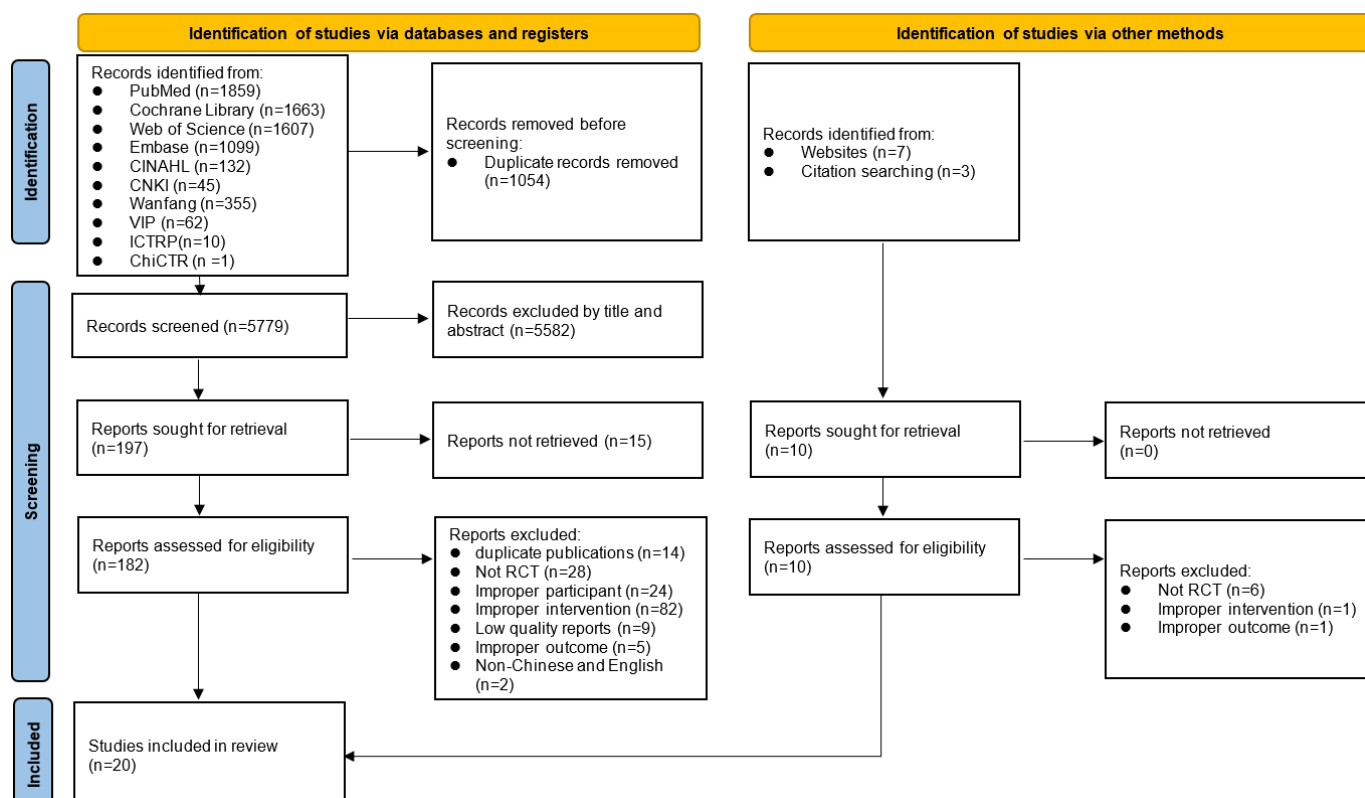 Identification of studies via databases and registers
Identification of studies via other methods
Identification
Records identified from:
● PubMed (n=1859)
● Cochrane Library (n=1663)
● Web of Science (n=1607)
● Embase (n=1099)
● CINAHL (n=132)
● CNKI (n=45)
● Wanfang (n=355)
● VIP (n=62)
● ICTRP(n=10)
● ChiCTR (n =1)
Records removed before
screening:
● Duplicate records removed
(n=1054)
Records identified from:
● Websites (n=7)
● Citation searching (n=3)
Screening
Records screened (n=5779)
Records excluded by title and
abstract (n=5582)
Reports sought for retrieval
(n=197)
Reports not retrieved (n=15)
Reports sought for retrieval
(n=10)
Reports not retrieved
(n=0)
Reports assessed for eligibility
(n=182)
Reports excluded:
● duplicate publications (n=14)
● Not RCT (n=28)
● Improper participant (n=24)
● Improper intervention (n=82)
● Low quality reports (n=9)
● Improper outcome (n=5)
● Non-Chinese and English
(n=2)
Reports assessed for eligibility
(n=10)
Reports excluded:
● Not RCT (n=6)
● Improper intervention (n=1)
● Improper outcome (n=1)
Included
Studies included in review
(n=20)